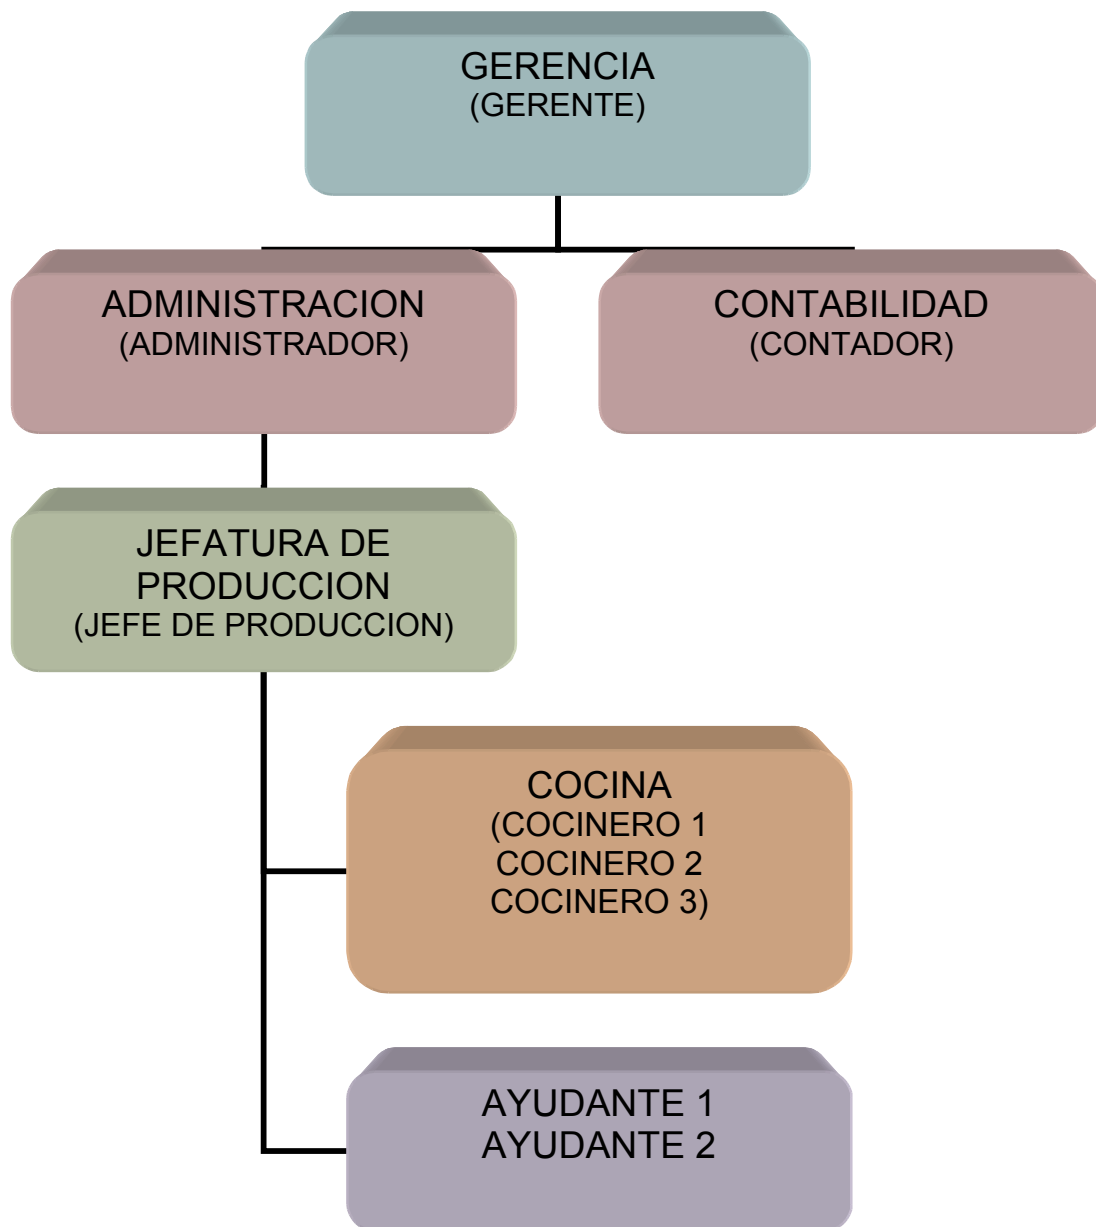 GERENCIA
(GERENTE)
ADMINISTRACION
(ADMINISTRADOR)
CONTABILIDAD
(CONTADOR)
JEFATURA DE
PRODUCCION
(JEFE DE PRODUCCION)
COCINA
(COCINERO 1
COCINERO 2
COCINERO 3)
AYUDANTE 1
AYUDANTE 2